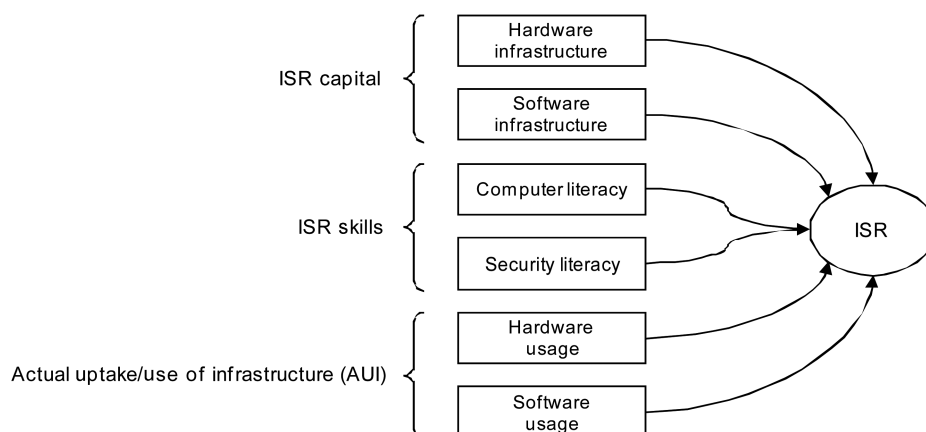 Hardware
infrastructure
ISR capital
Software
infrastructure
Computer literacy
ISR skills
ISR
Security literacy
Hardware
usage
Actual uptake/use of infrastructure (AUI)
Software
usage